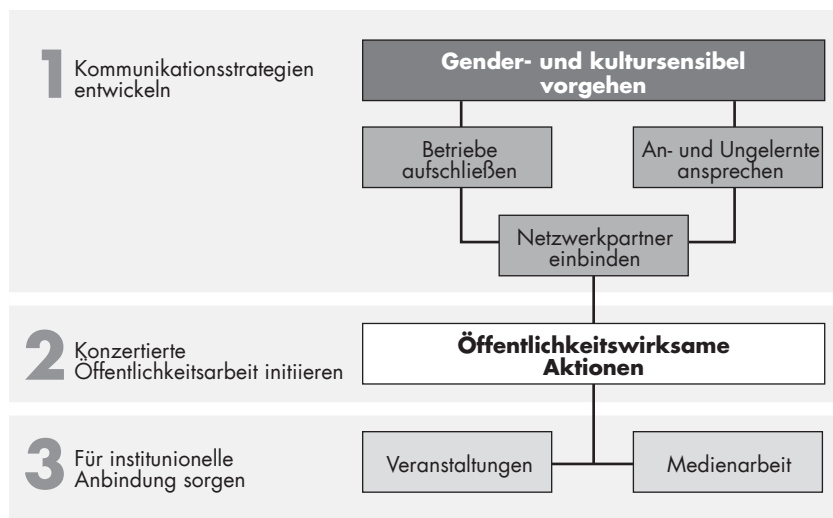 1 Kommunikationsstrategien
entwickeln
Gender- und kultursensibel
vorgehen
Betriebe
aufschließen
An- und Ungelernte
ansprechen
Netzwerkpartner
einbinden
2 Konzertierte
Öffentlichkeitsarbeit initiieren
Öffentlichkeitswirksame
Aktionen
3 Für institunionelle
Anbindung sorgen
Veranstaltungen
Medienarbeit